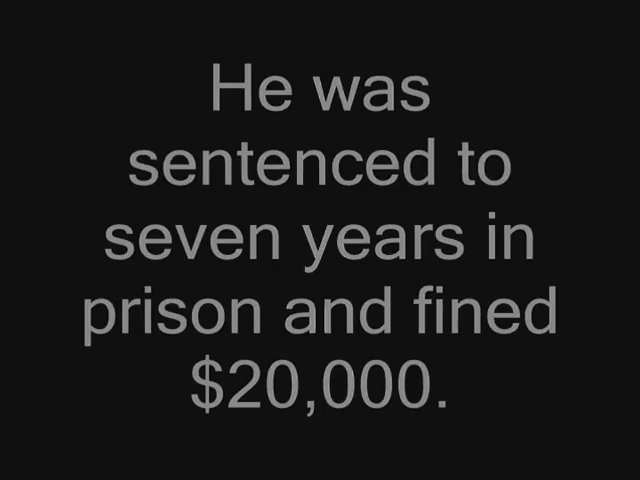 He was
sentenced to
seven years in
prison and fined
$20,000.